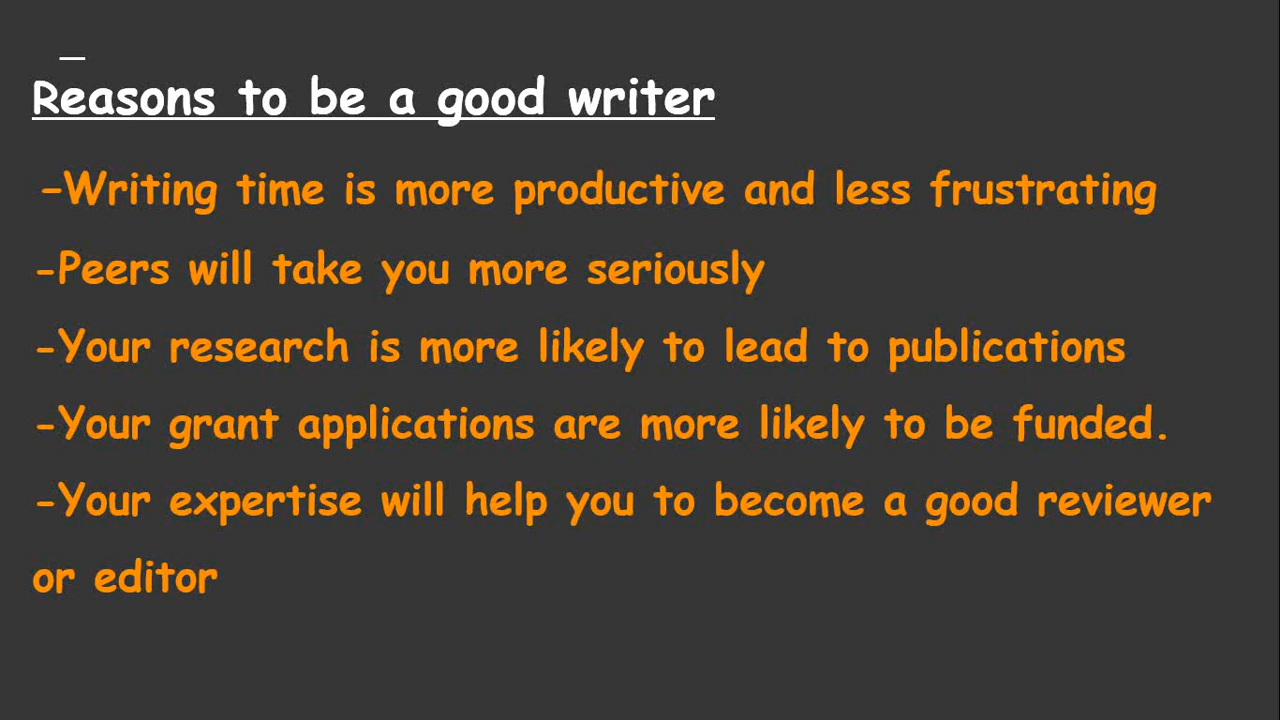 Reasons to be a good writer
-Writing time is more productive and less frustrating
-Peers will take you more seriously
-Your research is more likely to lead to publications
-Your grant applications are more likely to be funded.
-Your expertise will help you to become a good reviewer
or editor